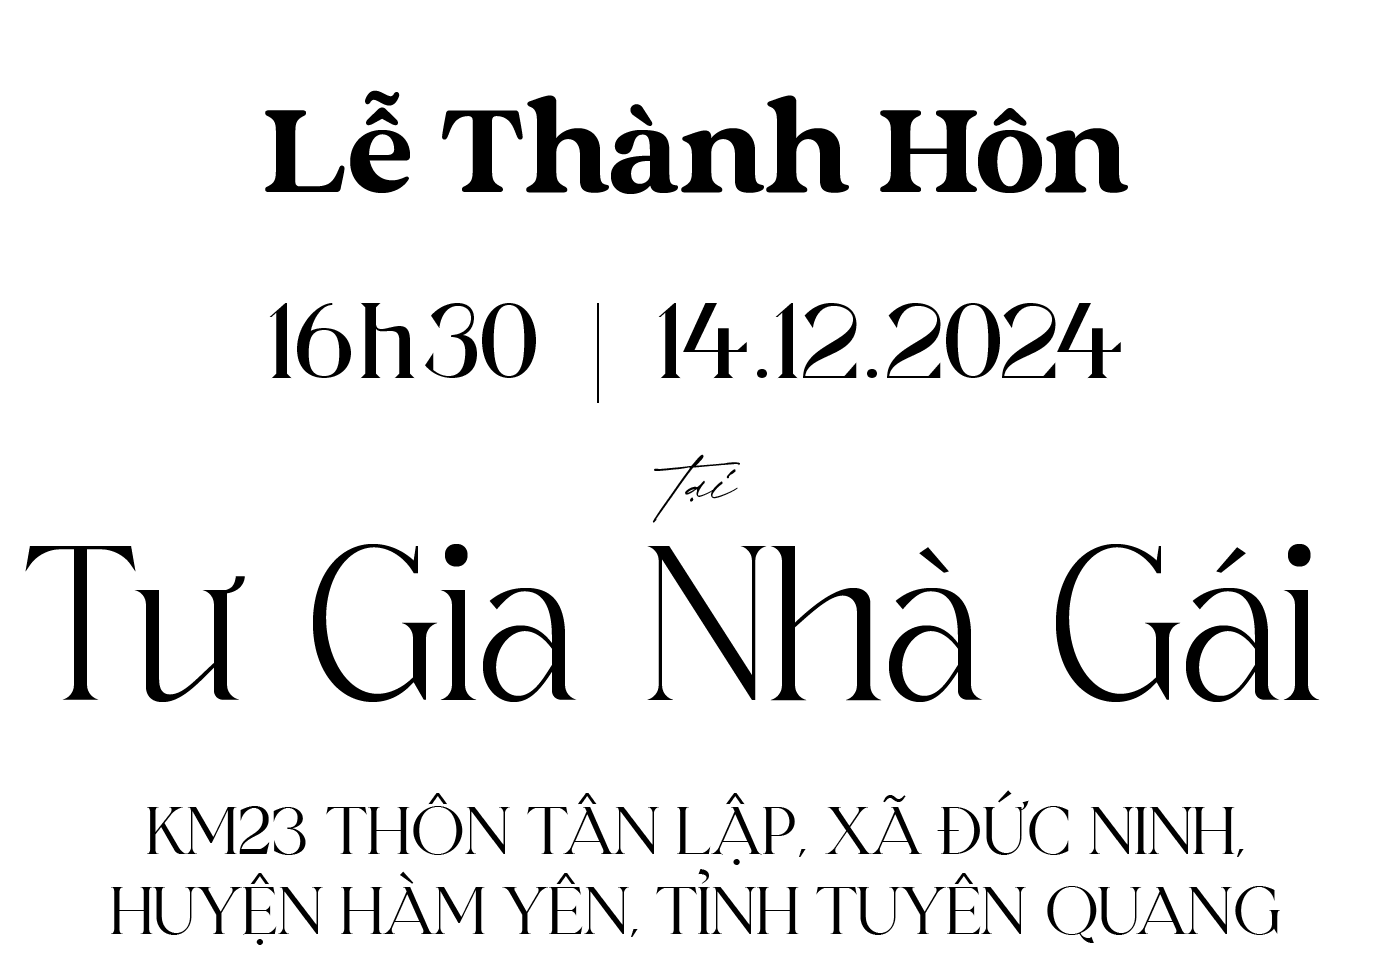 Lễ Thành Hôn
16h30 | 14.12.2024
tại
Tư Gia Nhà Gái
KM23 THÔN TÂN LẬP, XÃ ĐỨC NINH,
HUYỆN HÀM YÊN, TỈNH TUYÊN QUANG